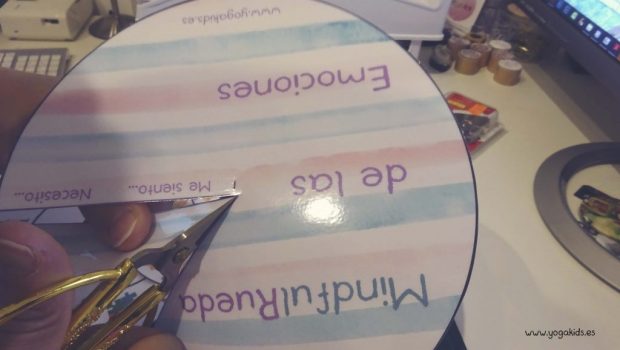 MindfulRueda
de las
Emociones
Me siento...
Necesito...
www.yogakids.es
www.yogakids.es